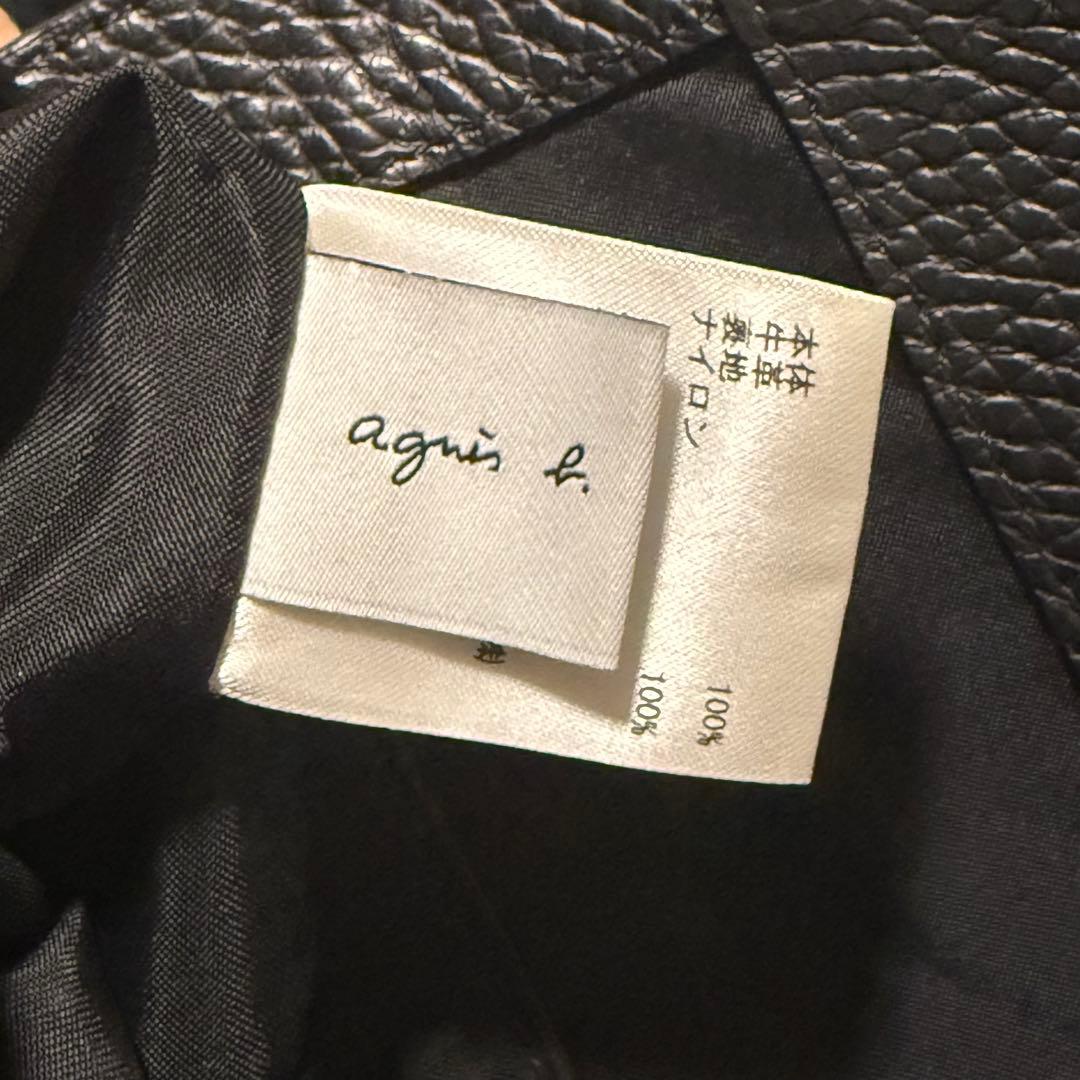 agnès b.
本体
牛革 100%
裏地
ナイロン 100%